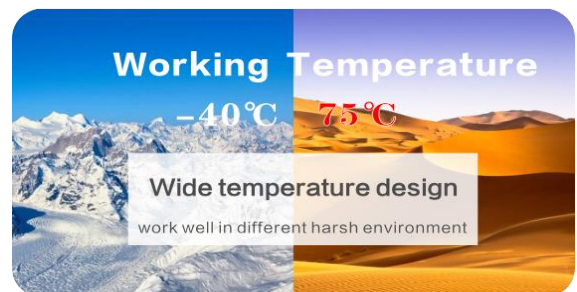 Working Temperature
-40℃ 75℃
Wide temperature design
work well in different harsh environment